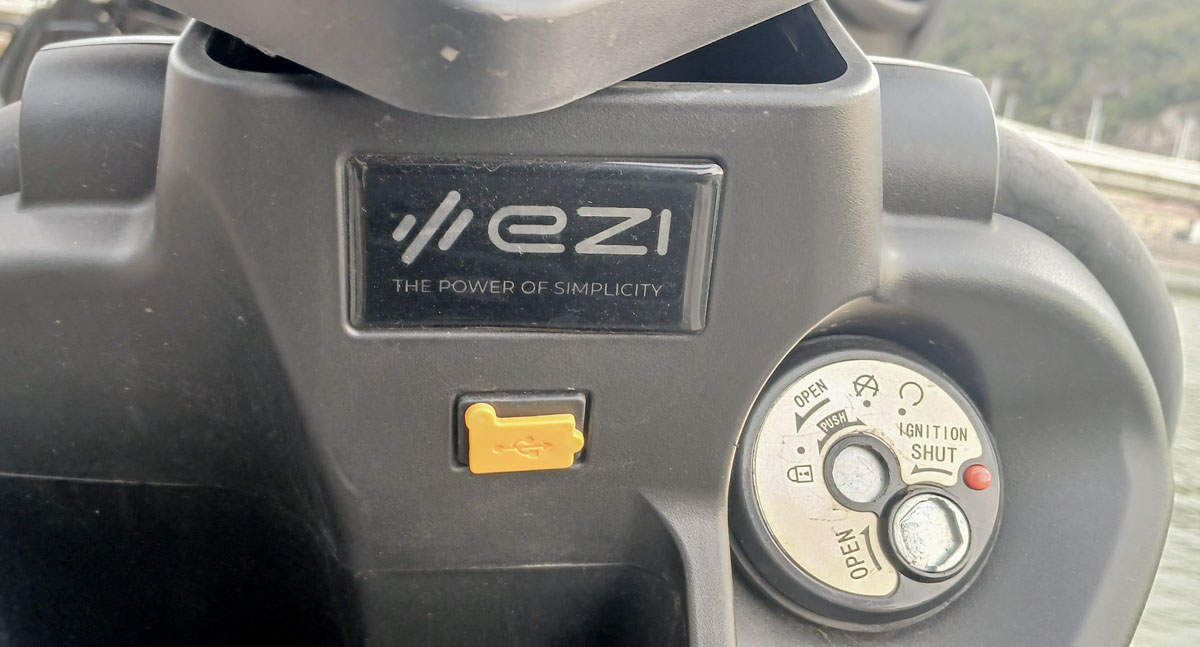 eZI
THE POWER OF SIMPLICITY
OPEN
PUSH
IGNITION
SHUT
OPEN